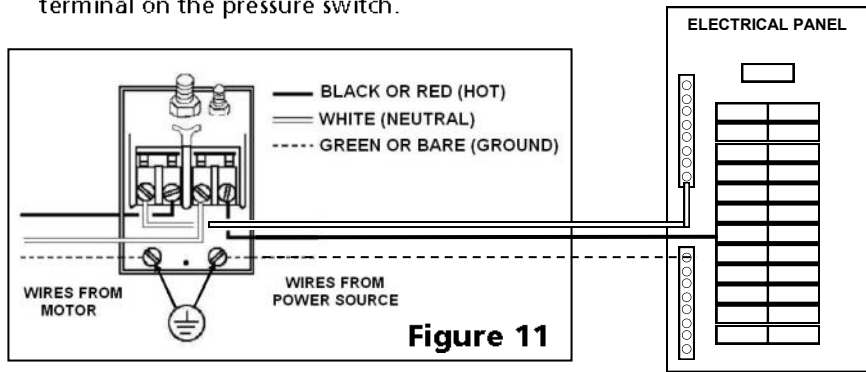 terminal on the pressure switch.
ELECTRICAL PANEL
BLACK OR RED (HOT)
WHITE (NEUTRAL)
GREEN OR BARE (GROUND)
WIRES FROM
MOTOR
WIRES FROM
POWER SOURCE
Figure 11